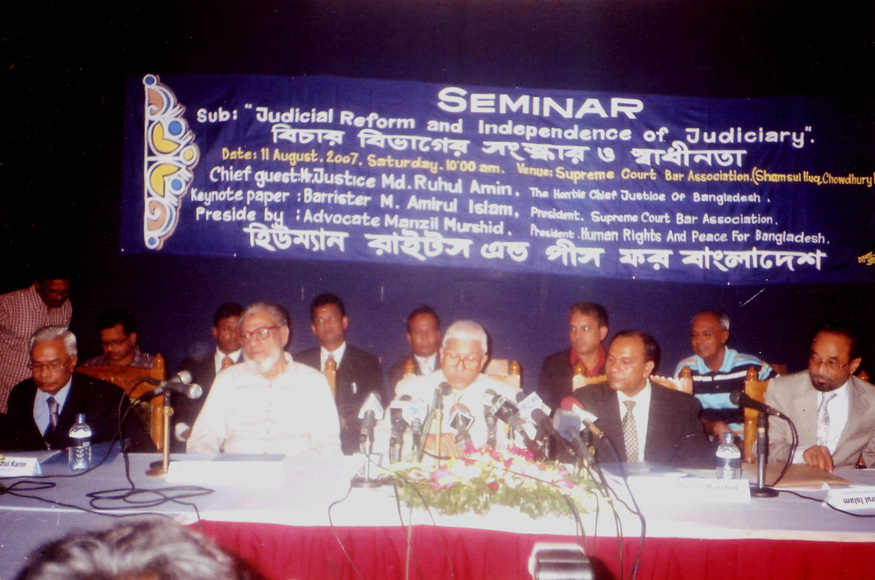 SEMINAR
Sub: "Judicial Reform and Independence of Judiciary".
বিচার বিভাগের সংস্কার ও স্বাধীনতা
Date: 11 August. 2007. Saturday. 10:00 am. Venue: Supreme Court Bar Association.(Shamsul Huq, Chowdhury
Chief guest: Justice Md. Ruhul Amin, The Hon'ble Chief Justice Of Bangladesh.
Keynote paper: Barrister M. Amirul Islam, President, Supreme Court Bar Association.
Preside by : Advocate Manzil Murshid. President: Human Rights And Peace For Bangladesh.
হিউম্যান রাইটস এন্ড পীস ফর বাংলাদেশ
Karim
Islam